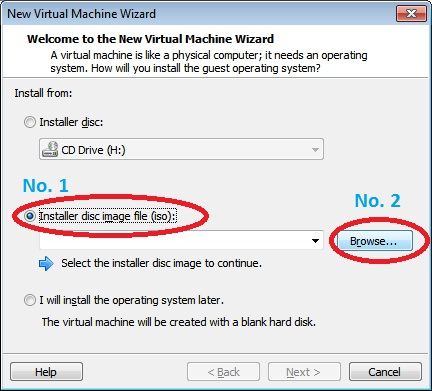 New Virtual Machine Wizard
Welcome to the New Virtual Machine Wizard
A virtual machine is like a physical computer; it needs an operating
system. How will you install the guest operating system?
Install from:
Installer disc:
CD Drive (H:)
No. 1
No. 2
Installer disc image file (iso):
Browse...
Select the installer disc image to continue.
I will install the operating system later.
The virtual machine will be created with a blank hard disk.
Help
< Back
Next >
Cancel